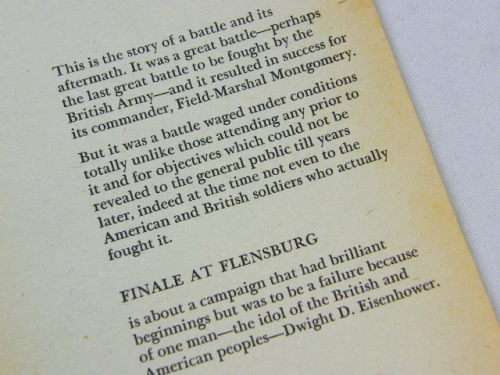 This is the story of a battle and its
aftermath. It was a great battle—perhaps
the last great battle to be fought by the
British Army—and it resulted in success for
its commander, Field-Marshal Montgomery.
But it was a battle waged under conditions
totally unlike those attending any prior to
it and for objectives which could not be
revealed to the general public till years
later, indeed at the time not even to the
American and British soldiers who actually
fought it.
FINALE AT FLENSBURG
is about a campaign that had brilliant
beginnings but was to be a failure because
of one man—the idol of the British and
American peoples—Dwight D. Eisenhower.